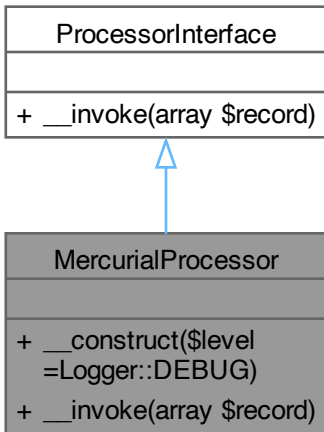 ProcessorInterface
+ __invoke(array $record)
MercurialProcessor
+ __construct($level
=Logger::DEBUG)
+ __invoke(array $record)